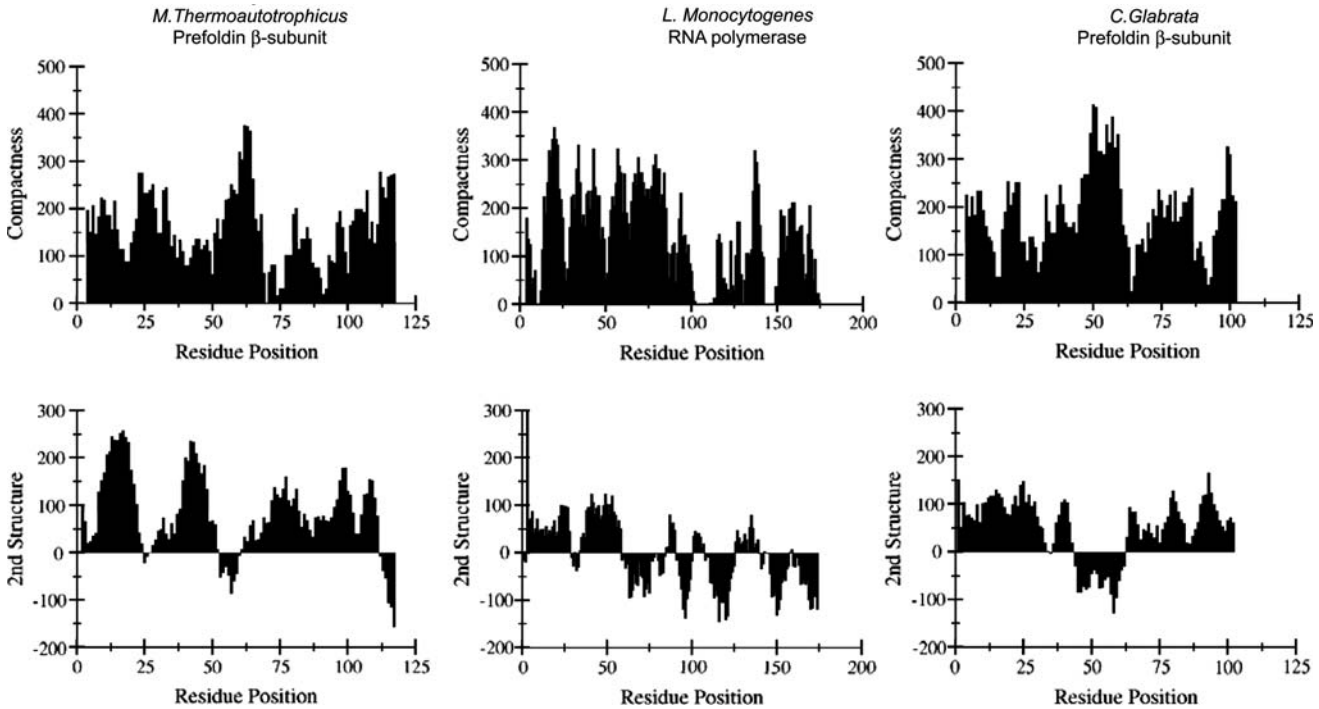 M.Thermoautotrophicus
Prefoldin β-subunit
L. Monocytogenes
RNA polymerase
C.Glabrata
Prefoldin β-subunit
500
400
300
200
100
0
Compactness
0 25 50 75 100 125
Residue Position
500
400
300
200
100
0
Compactness
0 50 100 150 200
Residue Position
500
400
300
200
100
0
Compactness
0 25 50 75 100 125
Residue Position
300
200
100
0
-100
-200
2nd Structure
0 25 50 75 100 125
Residue Position
300
200
100
0
-100
-200
2nd Structure
0 50 100 150 200
Residue Position
300
200
100
0
-100
-200
2nd Structure
0 25 50 75 100 125
Residue Position